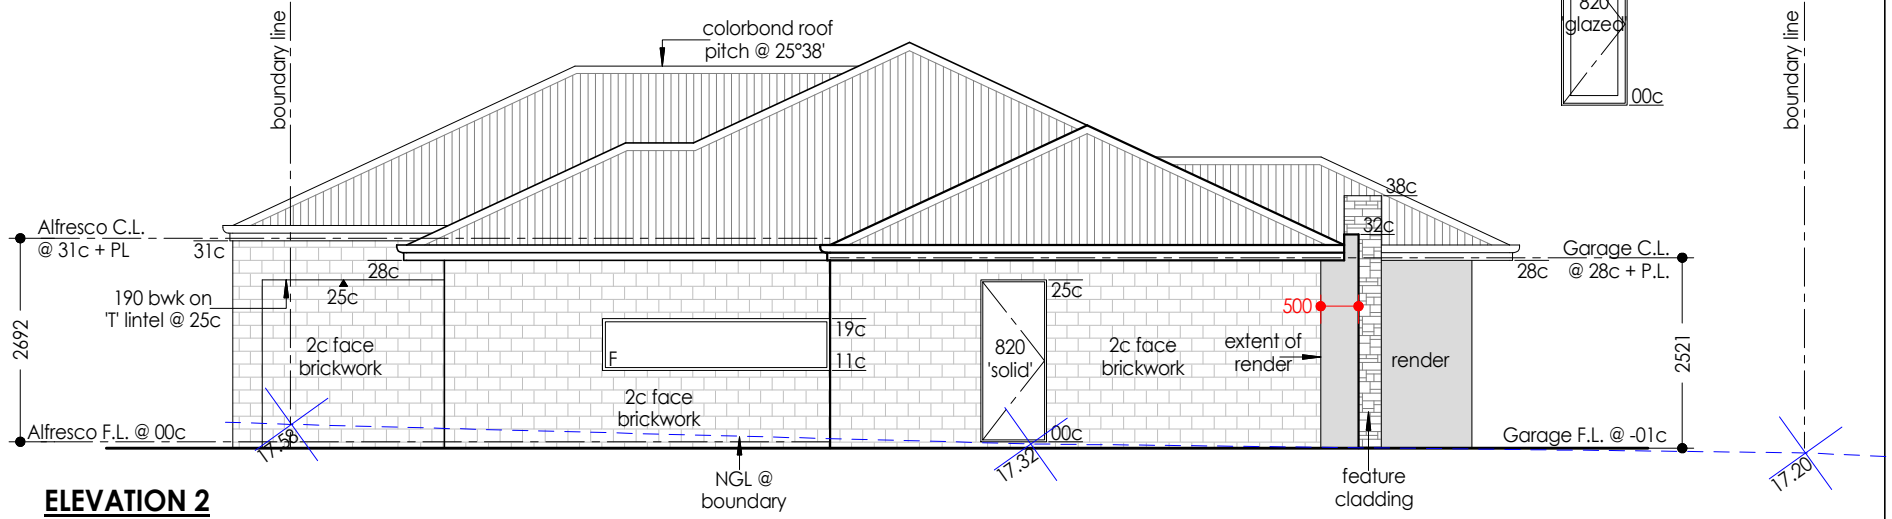 boundary line
colorbond roof
pitch @ 25°38'
820
'glazed'
00c
boundary line
Alfresco C.L.
@ 31c + PL
31c
38c
32c
Garage C.L.
@ 28c + P.L.
28c
28c
25c
190 bwk on
'T' lintel @ 25c
25c
500
2692
2c face
brickwork
19c
11c
F
820
'solid'
2c face
brickwork
extent of
render
render
2521
2c face
brickwork
Alfresco F.L. @ 00c
00c
Garage F.L. @ -01c
17.58
17.32
17.20
NGL @
boundary
feature
cladding
ELEVATION 2